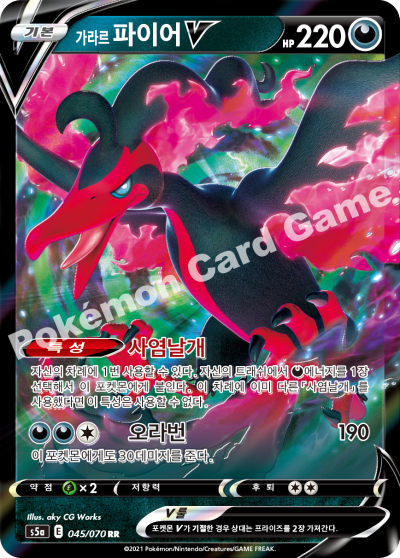 기본 가라르 파이어 V HP 220
Pokémon Card Game.
특성 사염날개
자신의 차례에 1번 사용할 수 있다. 자신의 트래쉬에서 에너지를 1장
선택해서 이 포켓몬에게 붙인다. 이 차례에 이미 다른 「사염날개」를
사용했다면 이 특성은 사용할 수 없다.
오라번 190
이 포켓몬에게도 30데미지를 준다.
약점 ×2 저항력 후퇴
Illus. aky CG Works
V룰
s5a E 045/070 RR
포켓몬 V가 기절한 경우 상대는 프라이즈를 2장 가져간다.
©2021 Pokémon/Nintendo/Creatures/GAME FREAK.